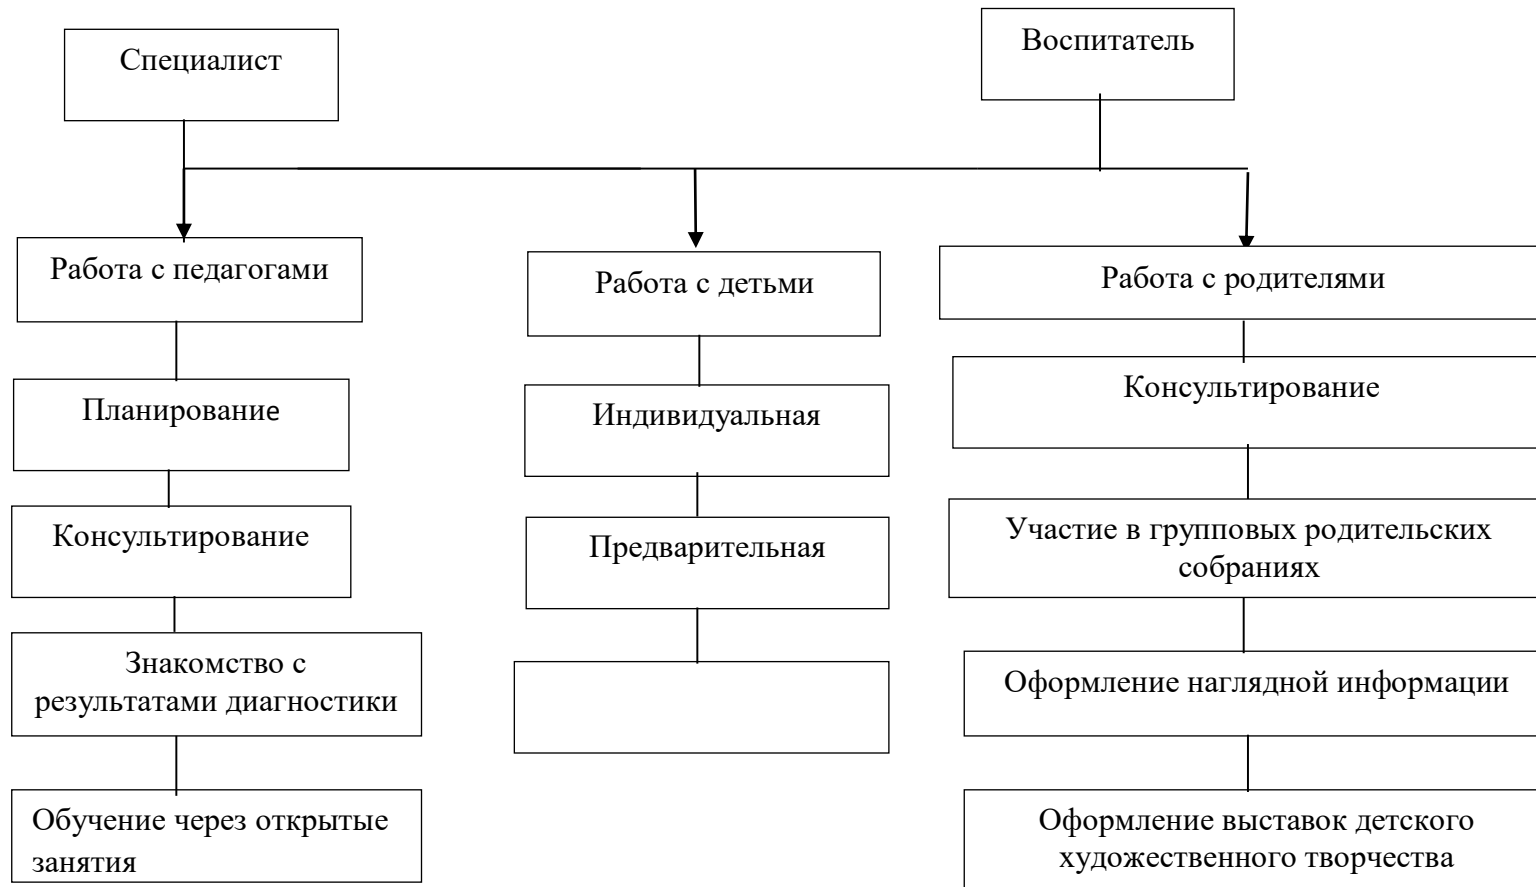 Специалист
Воспитатель
Работа с педагогами
Работа с детьми
Работа с родителями
Планирование
Индивидуальная
Консультирование
Консультирование
Предварительная
Участие в групповых родительских
собраниях
Знакомство с
результатами диагностики
Оформление наглядной информации
Обучение через открытые
занятия
Оформление выставок детского
художественного творчества